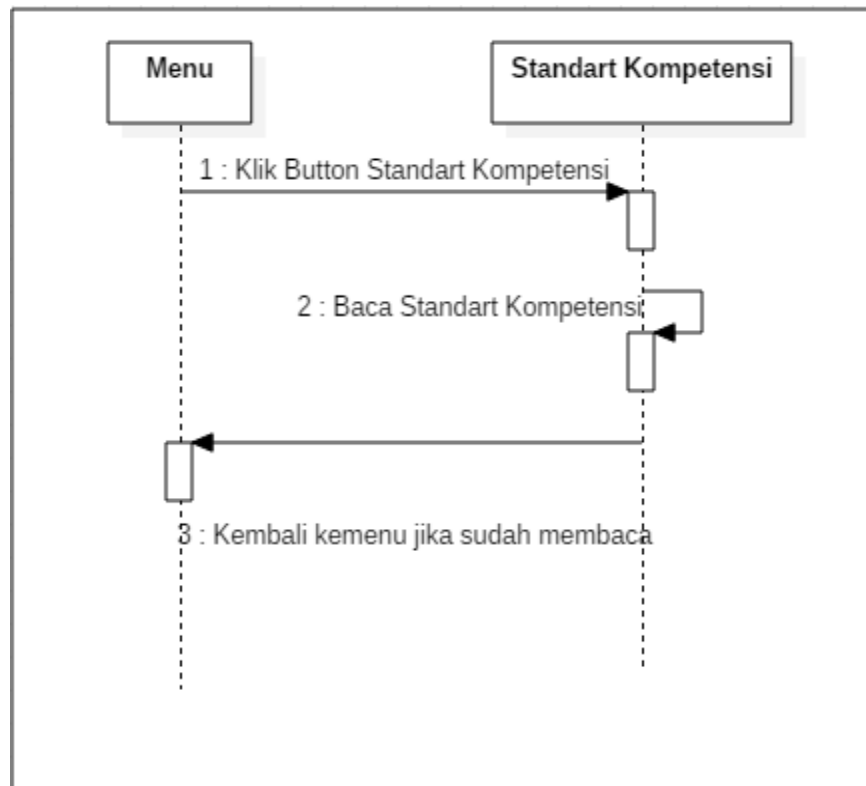 Menu
Standart Kompetensi
1 : Klik Button Standart Kompetensi
2 : Baca Standart Kompetensi
3 : Kembali kemenu jika sudah membaca